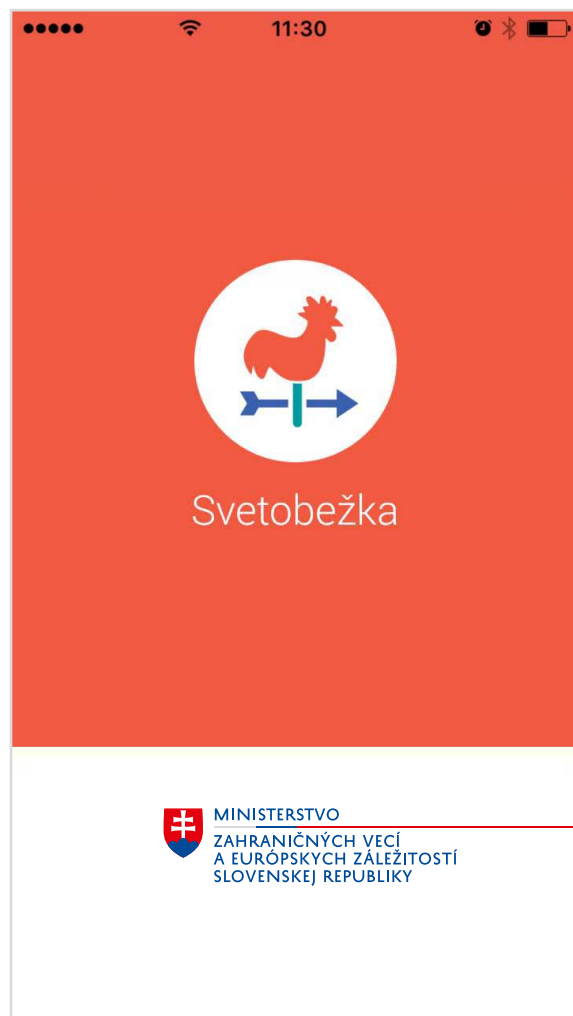 11:30
Svetobežka
MINISTERSTVO
ZAHRANIČNÝCH VECÍ
A EURÓPSKYCH ZÁLEŽITOSTÍ
SLOVENSKEJ REPUBLIKY